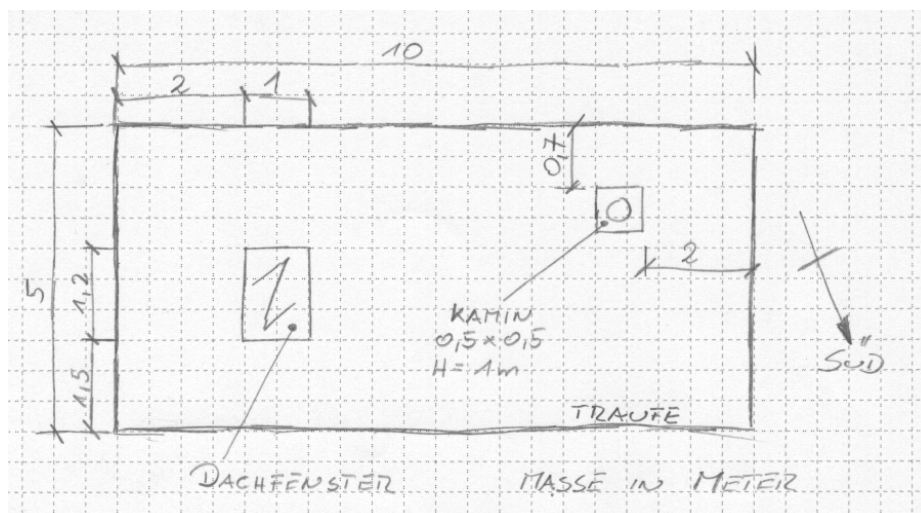 10
2
1
0,7
5
1,2
1,5
2
KAMIN
0,5 × 0,5
H = 1m
SÜD
TRAUFE
DACHFENSTER
MASSE IN METER